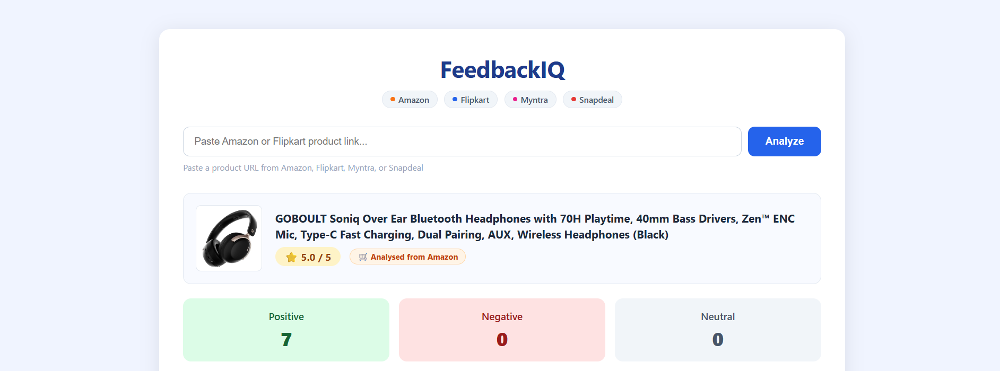 FeedbackIQ
Amazon
Flipkart
Myntra
Snapdeal
Paste Amazon or Flipkart product link...
Analyze
Paste a product URL from Amazon, Flipkart, Myntra, or Snapdeal
GOBOULT Soniq Over Ear Bluetooth Headphones with 70H Playtime, 40mm Bass Drivers, Zen™ ENC
Mic, Type-C Fast Charging, Dual Pairing, AUX, Wireless Headphones (Black)
⭐ 5.0 / 5
🛒 Analysed from Amazon
Positive
7
Negative
0
Neutral
0